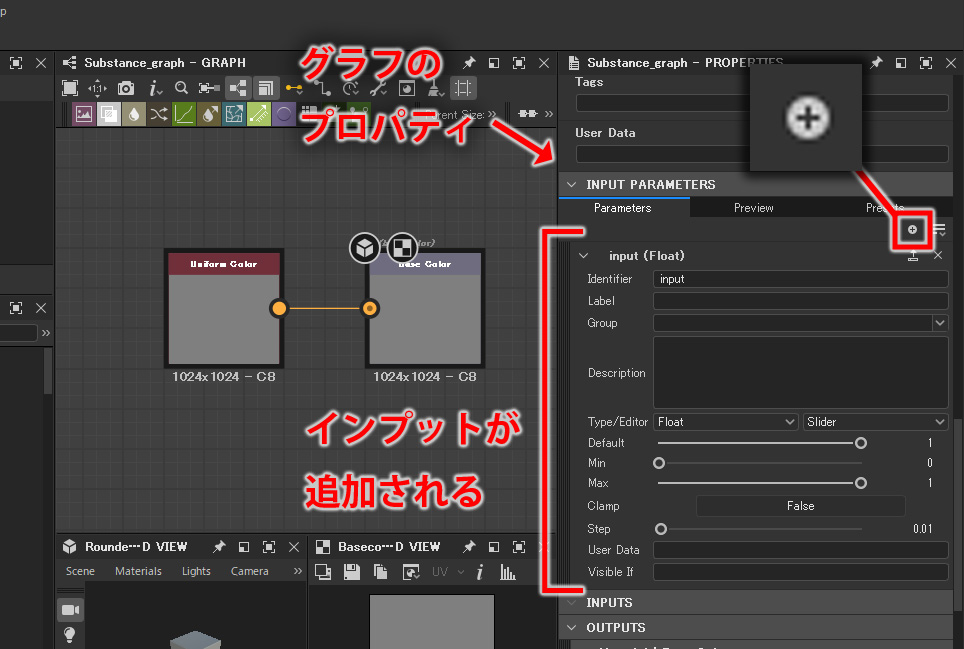 p
Substance_graph - GRAPH
グラフの
プロパティ
Parent Size:
Uniform Color
Base Color
1024x1024 - C8
1024x1024 - C8
インプットが
追加される
Rounde…D VIEW
Scene
Materials
Lights
Camera
Baseco…D VIEW
UV
Substance_graph - PROPERTIES
Tags
User Data
INPUT PARAMETERS
Parameters
Preview
Presets
input (Float)
Identifier
input
Label
Group
Description
Type/Editor
Float
Slider
Default
1
Min
0
Max
1
Clamp
False
Step
0.01
User Data
Visible If
INPUTS
OUTPUTS